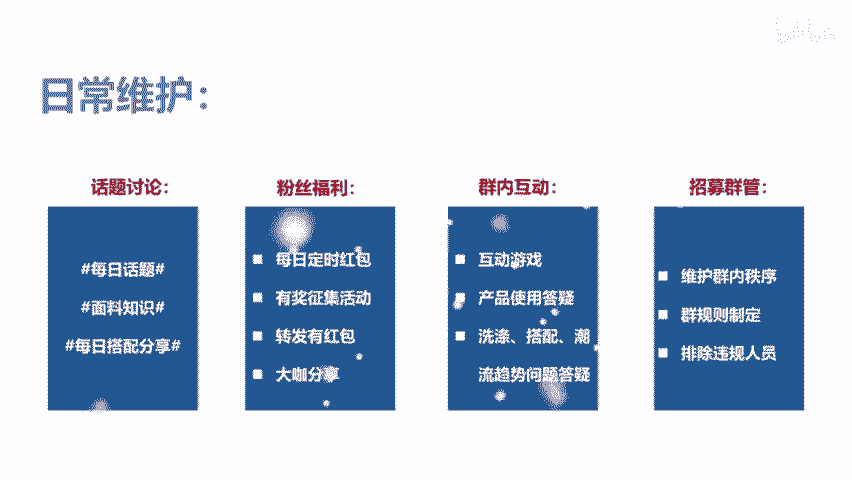 bilibili
日常维护:
话题讨论:
#每日话题#
#面料知识#
#每日搭配分享#
粉丝福利:
■ 每日定时红包
■ 有奖征集活动
■ 转发有红包
■ 大咖分享
群内互动:
■ 互动游戏
■ 产品使用答疑
■ 洗涤、搭配、潮
流趋势问题答疑
招募群管:
■ 维护群内秩序
■ 群规则制定
■ 排除违规人员